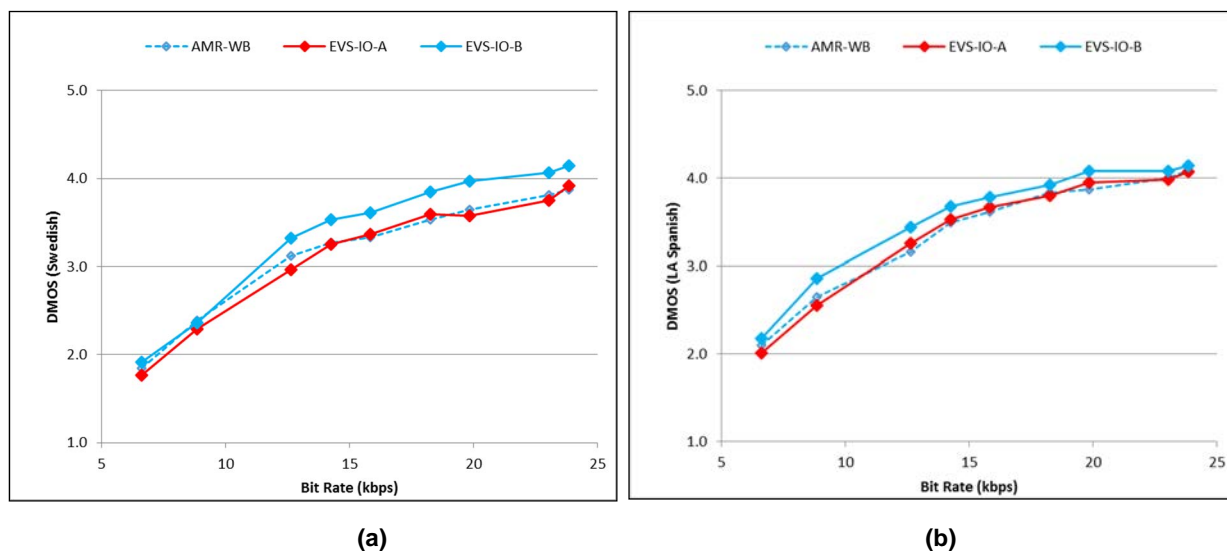 AMR-WB EVS-IO-A EVS-IO-B
5.0
4.0
3.0
2.0
1.0
DMOS (Swedish)
5 10 15 20 25
Bit Rate (kbps)
(a)
AMR-WB EVS-IO-A EVS-IO-B
5.0
4.0
3.0
2.0
1.0
DMOS (LA Spanish)
5 10 15 20 25
Bit Rate (kbps)
(b)